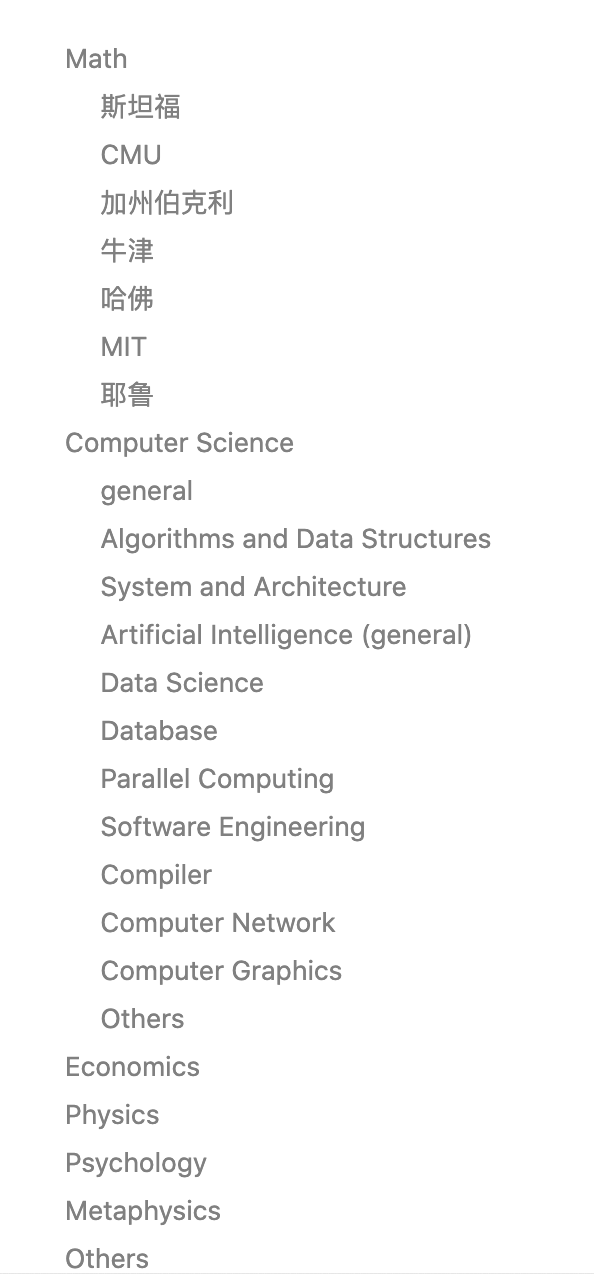 Math
斯坦福
CMU
加州伯克利
牛津
哈佛
MIT
耶鲁
Computer Science
general
Algorithms and Data Structures
System and Architecture
Artificial Intelligence (general)
Data Science
Database
Parallel Computing
Software Engineering
Compiler
Computer Network
Computer Graphics
Others
Economics
Physics
Psychology
Metaphysics
Others